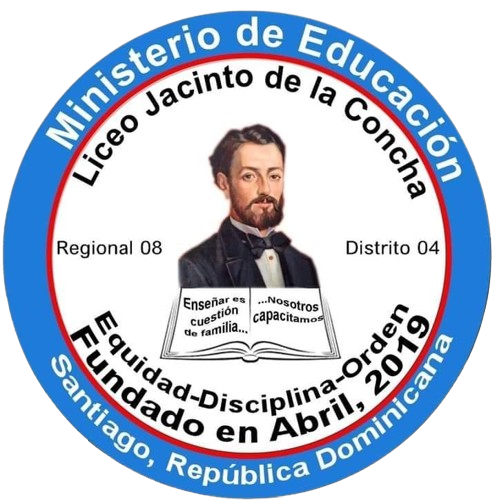 Ministerio de Educación
Liceo Jacinto de la Concha
Regional 08
Distrito 04
Enseñar es
cuestión
de familia...
...Nosotros
capacitamos
Equidad-Disciplina-Orden
Fundado en Abril, 2019
Santiago, República Dominicana